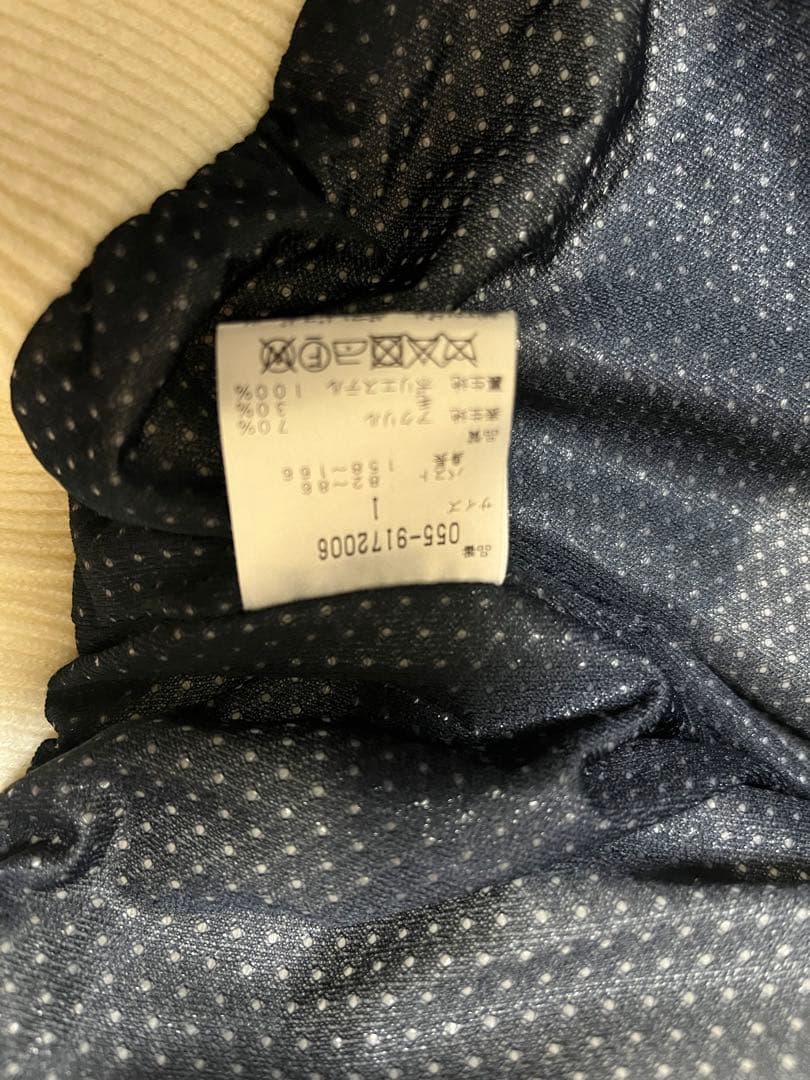 品番 055-9172006
サイズ 1
バスト 82～86
身長 158～166
品質
表生地 アクリル 70%
毛 30%
裏生地 ポリエステル 100%